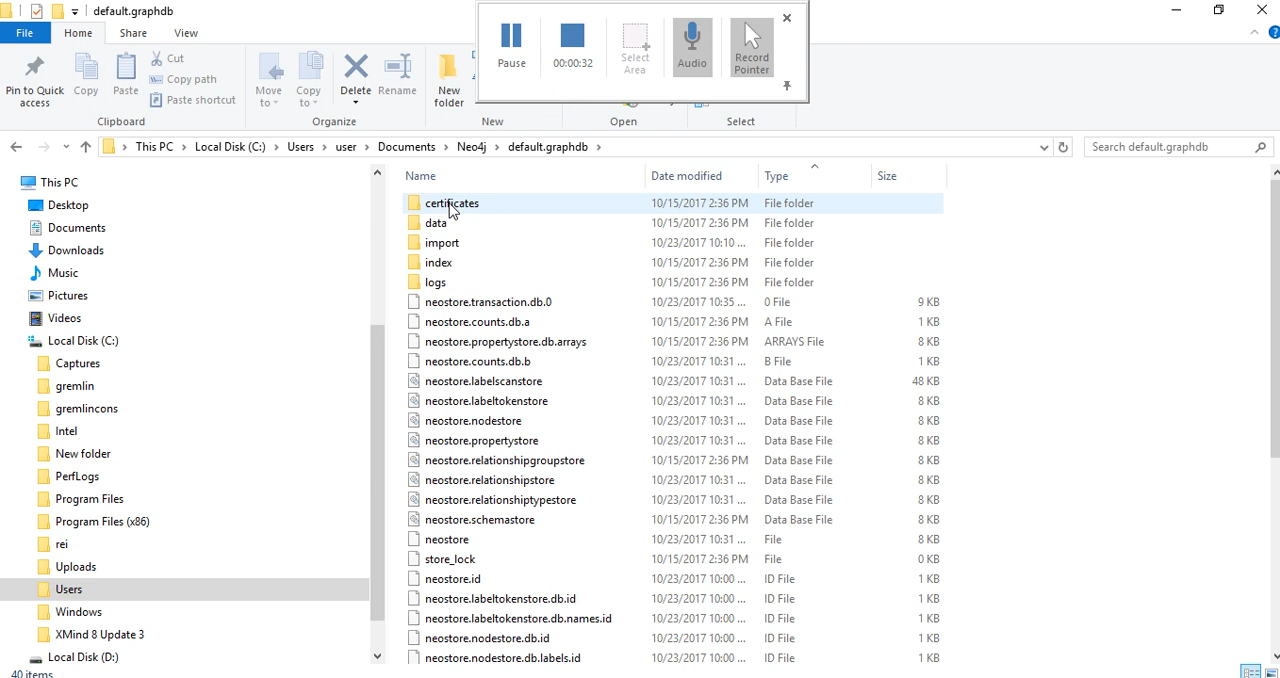 default.graphdb
File Home Share View
Pin to Quick access
Copy
Paste
Cut
Copy path
Paste shortcut
Clipboard
Move to
Copy to
Delete
Rename
Organize
New folder
New
Open
Select
Pause
00:00:32
Select Area
Audio
Record Pointer
This PC Local Disk (C:) Users user Documents Neo4j default.graphdb
Search default.graphdb
This PC
Desktop
Documents
Downloads
Music
Pictures
Videos
Local Disk (C:)
Captures
gremlin
gremlincons
Intel
New folder
PerfLogs
Program Files
Program Files (x86)
rei
Uploads
Users
Windows
XMind 8 Update 3
Local Disk (D:)
40 items
Name Date modified Type Size
certificates 10/15/2017 2:36 PM File folder
data 10/15/2017 2:36 PM File folder
import 10/23/2017 10:10 ... File folder
index 10/15/2017 2:36 PM File folder
logs 10/15/2017 2:36 PM File folder
neostore.transaction.db.0 10/23/2017 10:35 ... 0 File 9 KB
neostore.counts.db.a 10/15/2017 2:36 PM A File 1 KB
neostore.propertystore.db.arrays 10/15/2017 2:36 PM ARRAYS File 8 KB
neostore.counts.db.b 10/23/2017 10:31 ... B File 1 KB
neostore.labelscanstore 10/23/2017 10:31 ... Data Base File 48 KB
neostore.labeltokenstore 10/23/2017 10:31 ... Data Base File 8 KB
neostore.nodestore 10/23/2017 10:31 ... Data Base File 8 KB
neostore.propertystore 10/23/2017 10:31 ... Data Base File 8 KB
neostore.relationshipgroupstore 10/15/2017 2:36 PM Data Base File 8 KB
neostore.relationshipstore 10/23/2017 10:31 ... Data Base File 8 KB
neostore.relationshiptypestore 10/23/2017 10:31 ... Data Base File 8 KB
neostore.schemastore 10/15/2017 2:36 PM Data Base File 8 KB
neostore 10/23/2017 10:31 ... File 8 KB
store_lock 10/15/2017 2:36 PM File 0 KB
neostore.id 10/23/2017 10:00 ... ID File 1 KB
neostore.labeltokenstore.db.id 10/23/2017 10:00 ... ID File 1 KB
neostore.labeltokenstore.db.names.id 10/23/2017 10:00 ... ID File 1 KB
neostore.nodestore.db.id 10/23/2017 10:00 ... ID File 1 KB
neostore.nodestore.db.labels.id 10/23/2017 10:00 ... ID File 1 KB